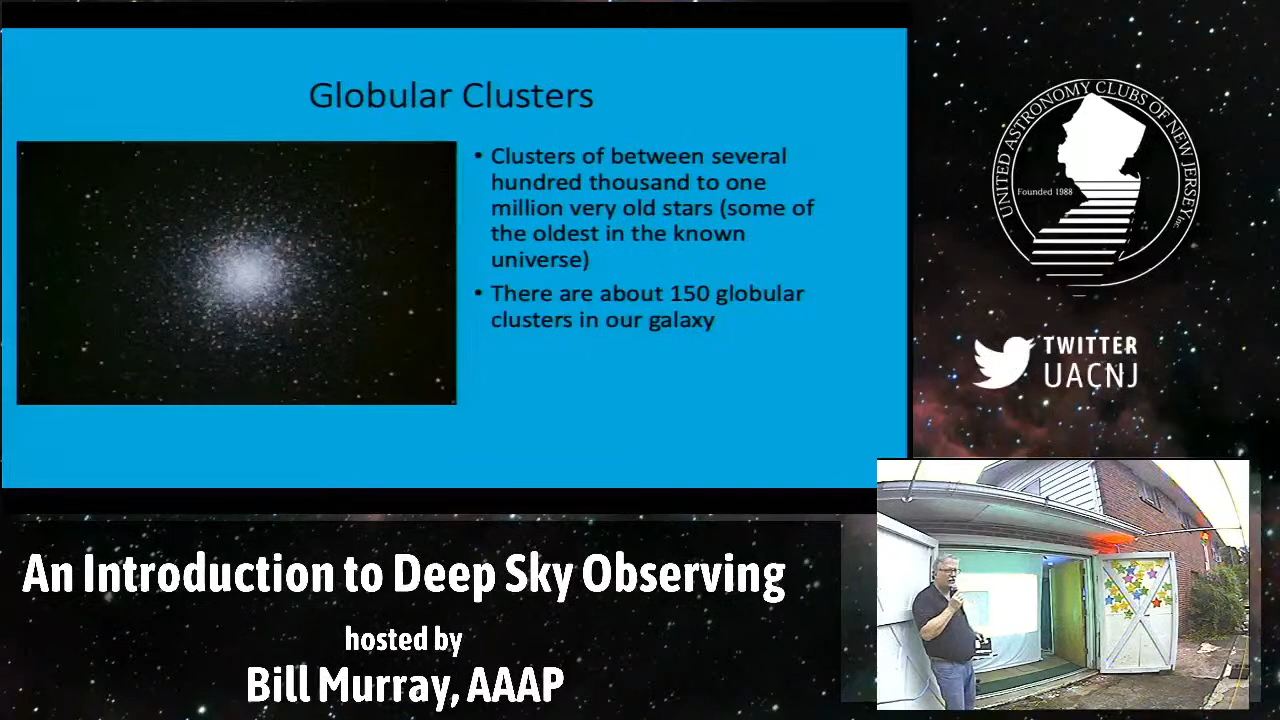 Globular Clusters
• Clusters of between several
hundred thousand to one
million very old stars (some of
the oldest in the known
universe)
• There are about 150 globular
clusters in our galaxy
UNITED ASTRONOMY CLUBS OF NEW JERSEY Inc.
Founded 1988
TWITTER
UACNJ
An Introduction to Deep Sky Observing
hosted by
Bill Murray, AAAP